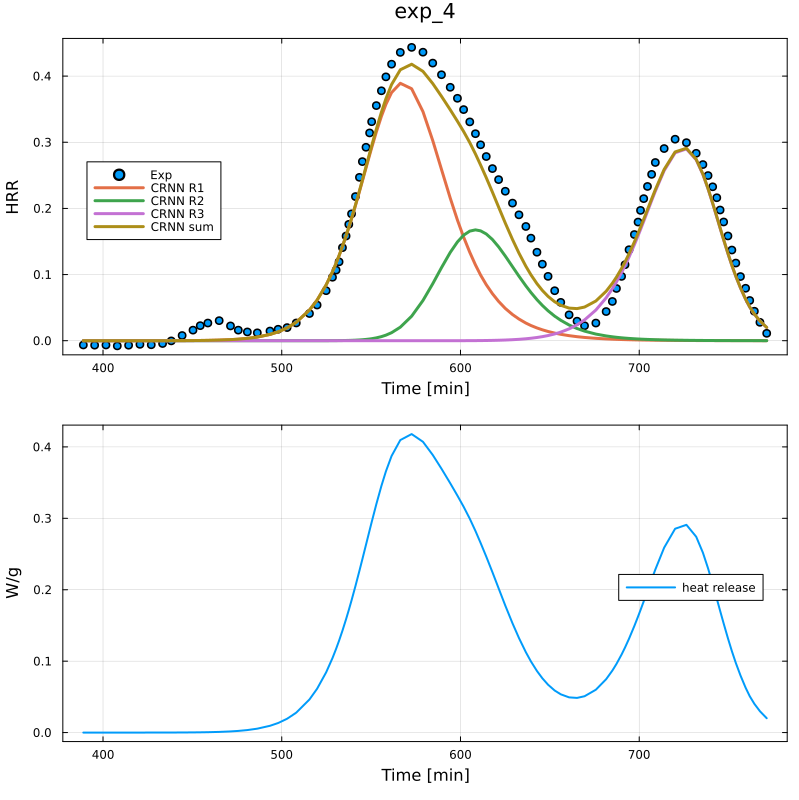 exp_4
HRR
0.4
0.3
0.2
0.1
0.0
Exp
CRNN R1
CRNN R2
CRNN R3
CRNN sum
400 500 600 700
Time [min]
W/g
0.4
0.3
0.2
0.1
0.0
heat release
400 500 600 700
Time [min]